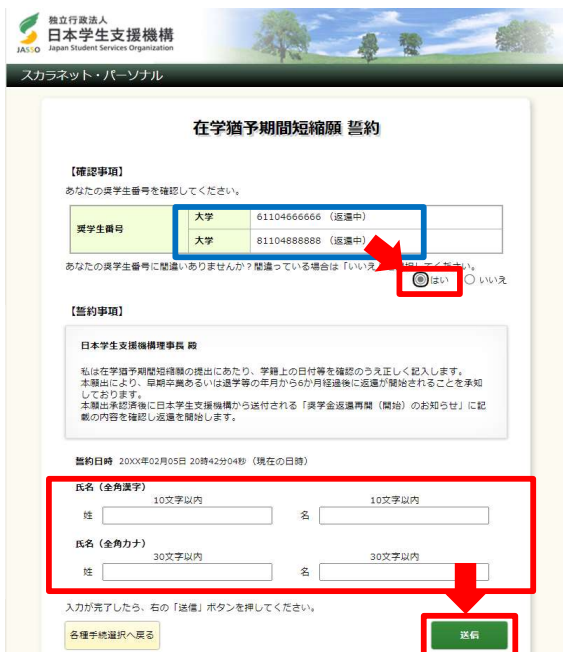 独立行政法人
日本学生支援機構
JASSO Japan Student Services Organization
スカラネット・パーソナル
在学猶予期間短縮願 誓約
【確認事項】
あなたの奨学生番号を確認してください。
奨学生番号
大学 61104666666 （返還中）
大学 81104888888 （返還中）
あなたの奨学生番号に間違いありませんか？間違っている場合は「いいえ してください。
はい いいえ
【誓約事項】
日本学生支援機構理事長 殿
私は在学猶予期間短縮願の提出にあたり、学籍上の日付等を確認のうえ正しく記入します。
本願出により、早期卒業あるいは退学等の年月から6か月経過後に返還が開始されることを承知
しております。
本願出承認済後に日本学生支援機構から送付される「奨学金返還再開（開始）のお知らせ」に記
載の内容を確認し返還を開始します。
誓約日時 20XX年02月05日 20時42分04秒（現在の日時）
氏名（全角漢字）
10文字以内 10文字以内
姓 名
氏名（全角カナ）
30文字以内 30文字以内
姓 名
入力が完了したら、右の「送信」ボタンを押してください。
各種手続選択へ戻る 送信